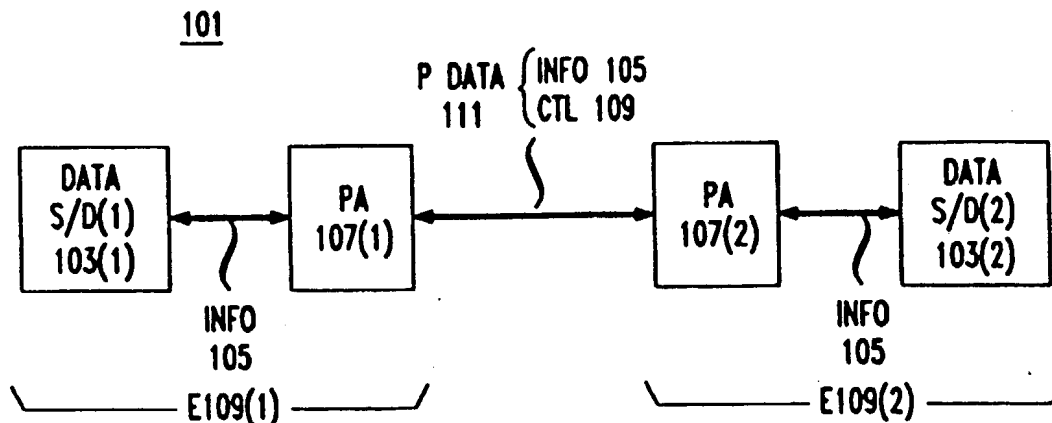 101
P DATA
111
INFO 105
CTL 109
DATA
S/D(1)
103(1)
PA
107(1)
PA
107(2)
DATA
S/D(2)
103(2)
INFO
105
INFO
105
E109(1)
E109(2)